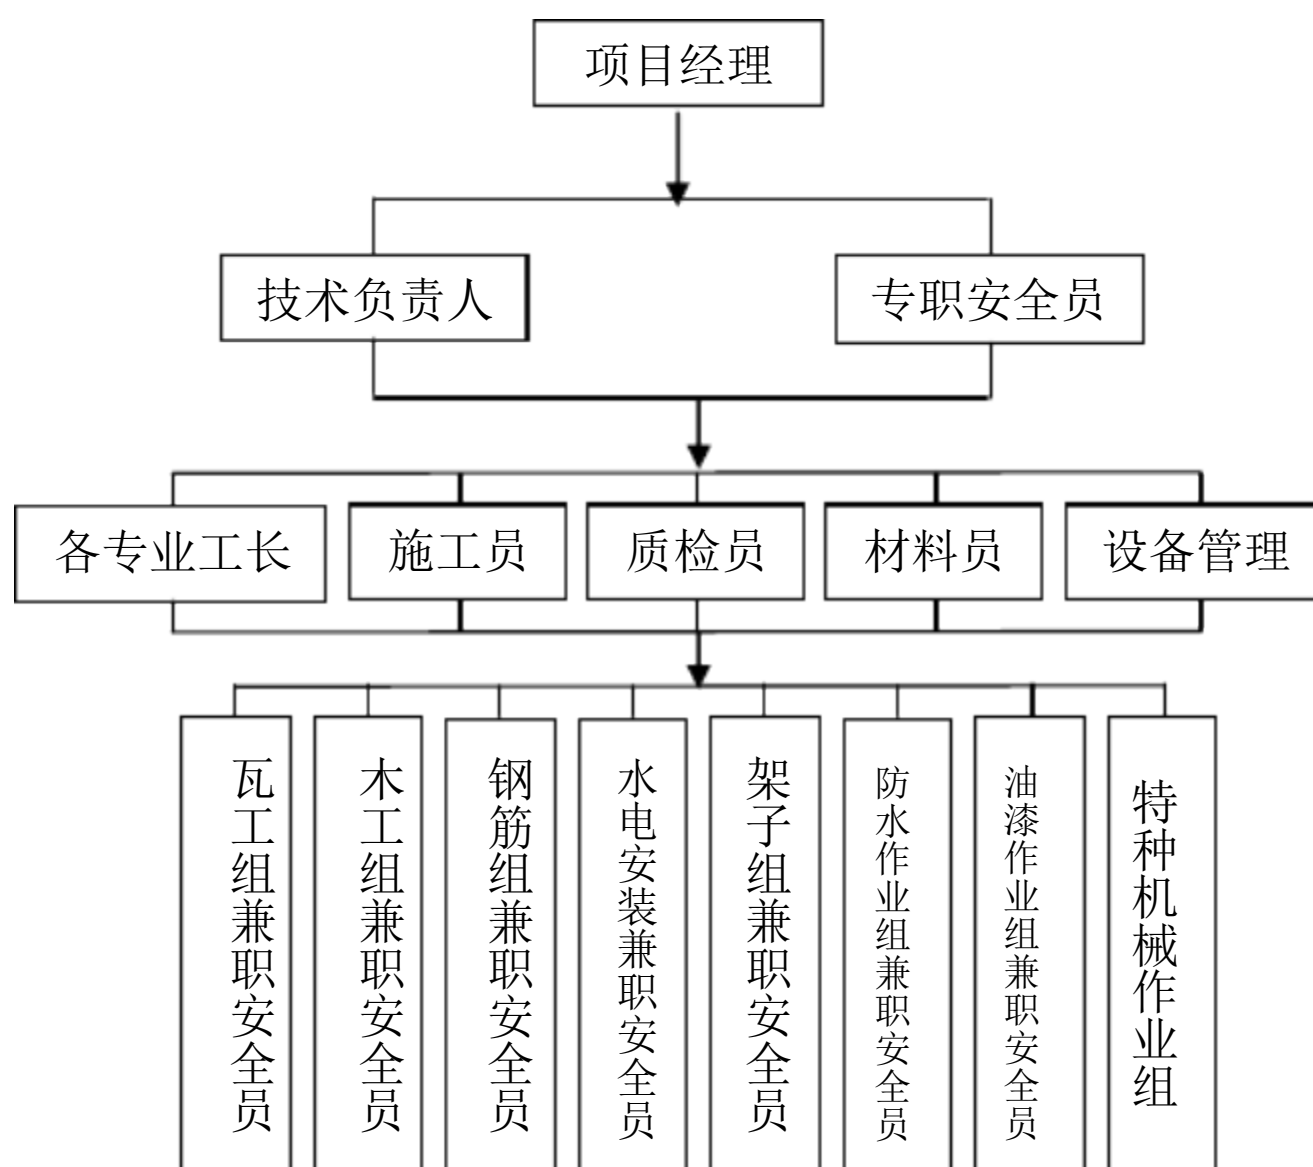 项目经理
技术负责人
专职安全员
各专业工长
施工员
质检员
材料员
设备管理
瓦工组兼职安全员
木工组兼职安全员
钢筋组兼职安全员
水电安装兼职安全员
架子组兼职安全员
防水作业组兼职安全员
油漆作业组兼职安全员
特种机械作业组